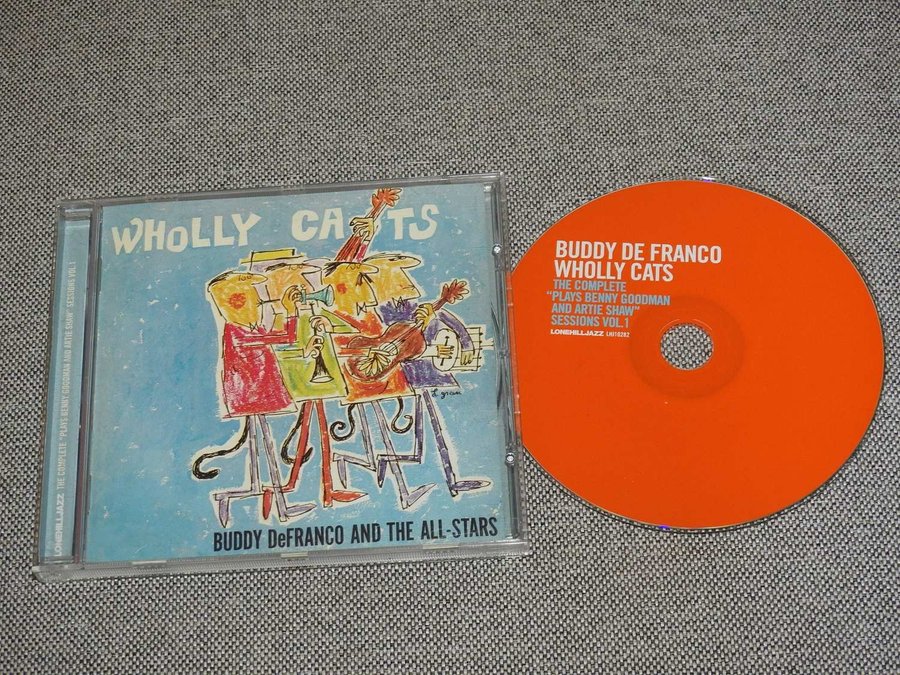 LONEHILLJAZZ THE COMPLETE "PLAYS BENNY GOODMAN AND ARTIE SHAW" SESSIONS VOL.1
WHOLLY CATS
BUDDY DeFRANCO AND THE ALL-STARS
BUDDY DE FRANCO
WHOLLY CATS
THE COMPLETE
"PLAYS BENNY GOODMAN
AND ARTIE SHAW"
SESSIONS VOL.1
LONEHILLJAZZ LHJ10282